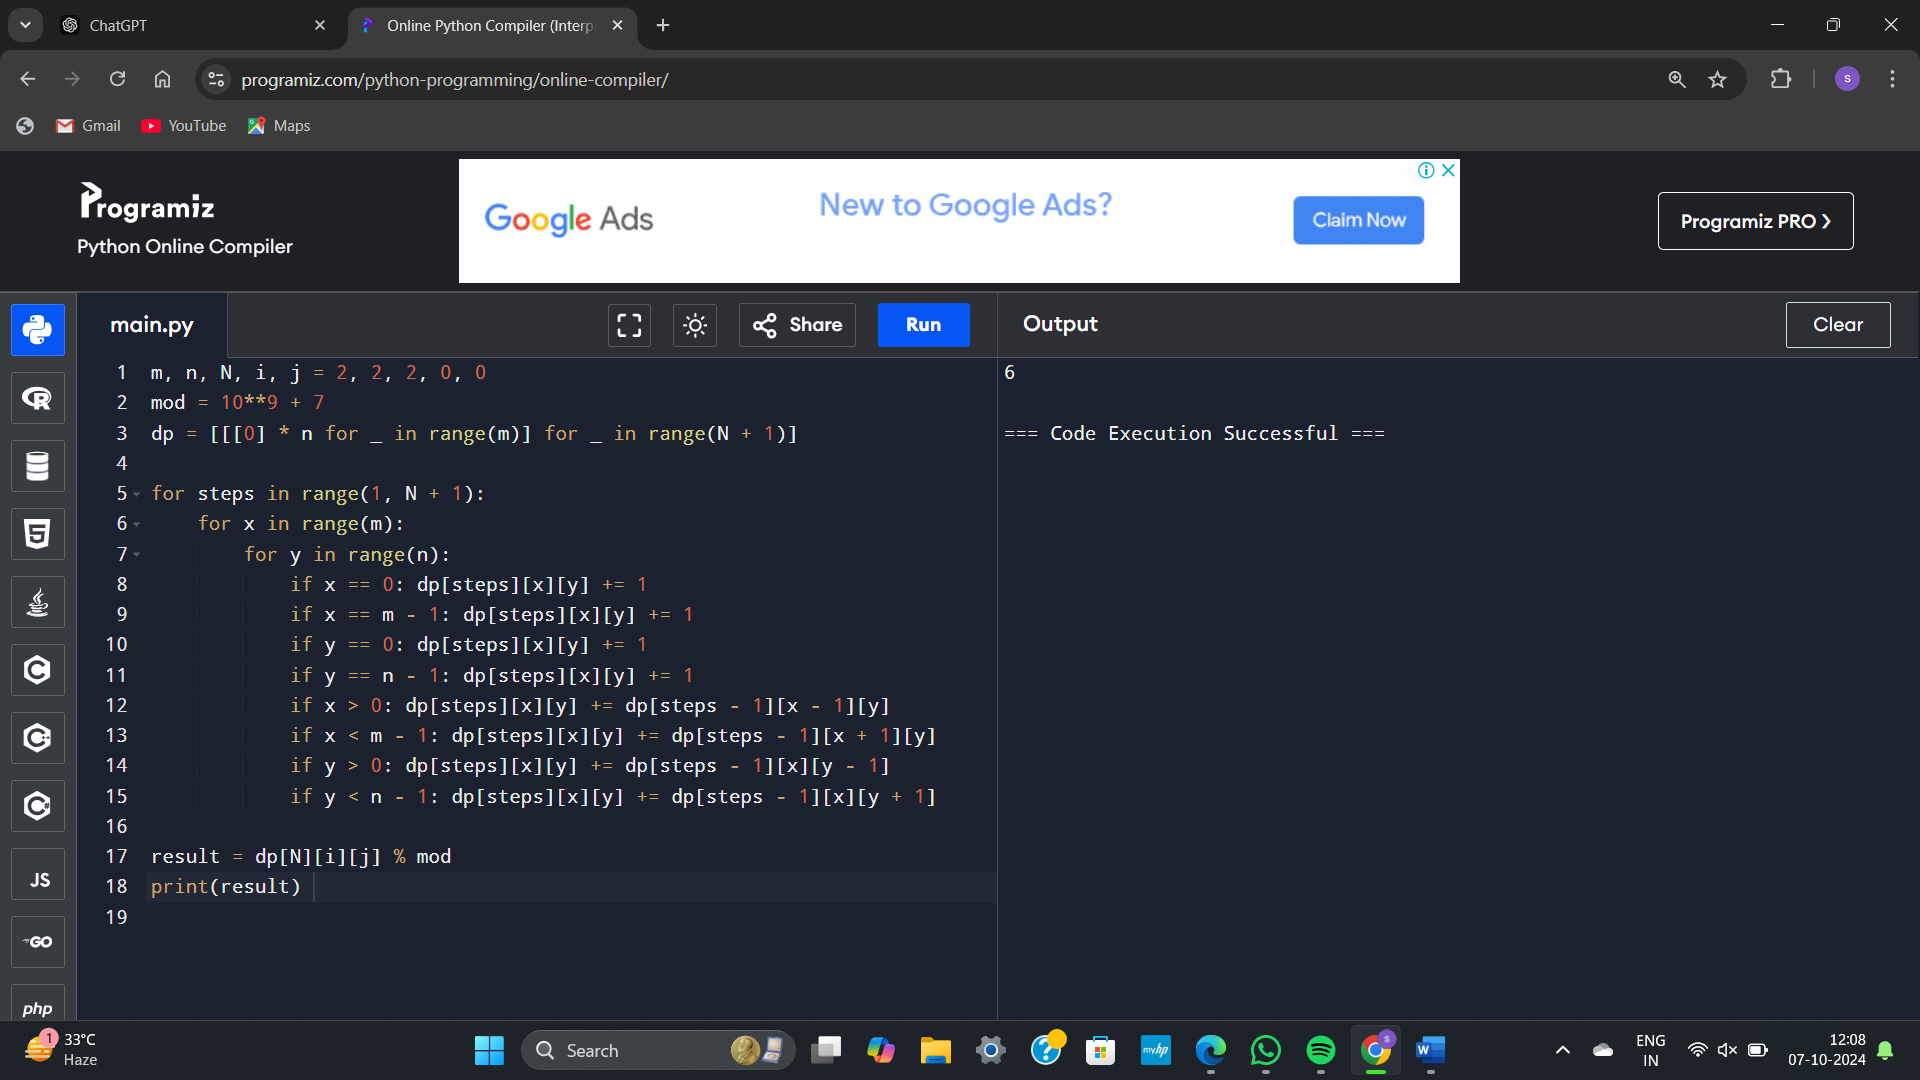 ChatGPT
Online Python Compiler (Interp
programiz.com/python-programming/online-compiler/
S
Gmail
YouTube
Maps
Programiz
Python Online Compiler
Google Ads
New to Google Ads?
Claim Now
Programiz PRO ❯
main.py
Share
Run
Output
Clear
1 m, n, N, i, j = 2, 2, 2, 0, 0
2 mod = 10**9 + 7
3 dp = [[[0] * n for _ in range(m)] for _ in range(N + 1)]
4
5 for steps in range(1, N + 1):
6     for x in range(m):
7         for y in range(n):
8             if x == 0: dp[steps][x][y] += 1
9             if x == m - 1: dp[steps][x][y] += 1
10             if y == 0: dp[steps][x][y] += 1
11             if y == n - 1: dp[steps][x][y] += 1
12             if x > 0: dp[steps][x][y] += dp[steps - 1][x - 1][y]
13             if x < m - 1: dp[steps][x][y] += dp[steps - 1][x + 1][y]
14             if y > 0: dp[steps][x][y] += dp[steps - 1][x][y - 1]
15             if y < n - 1: dp[steps][x][y] += dp[steps - 1][x][y + 1]
16
17 result = dp[N][i][j] % mod
18 print(result)
19
6
=== Code Execution Successful ===
R
5
C
C++
C#
JS
GO
php
1
33°C
Haze
Search
myhp
S
W
ENG
IN
12:08
07-10-2024